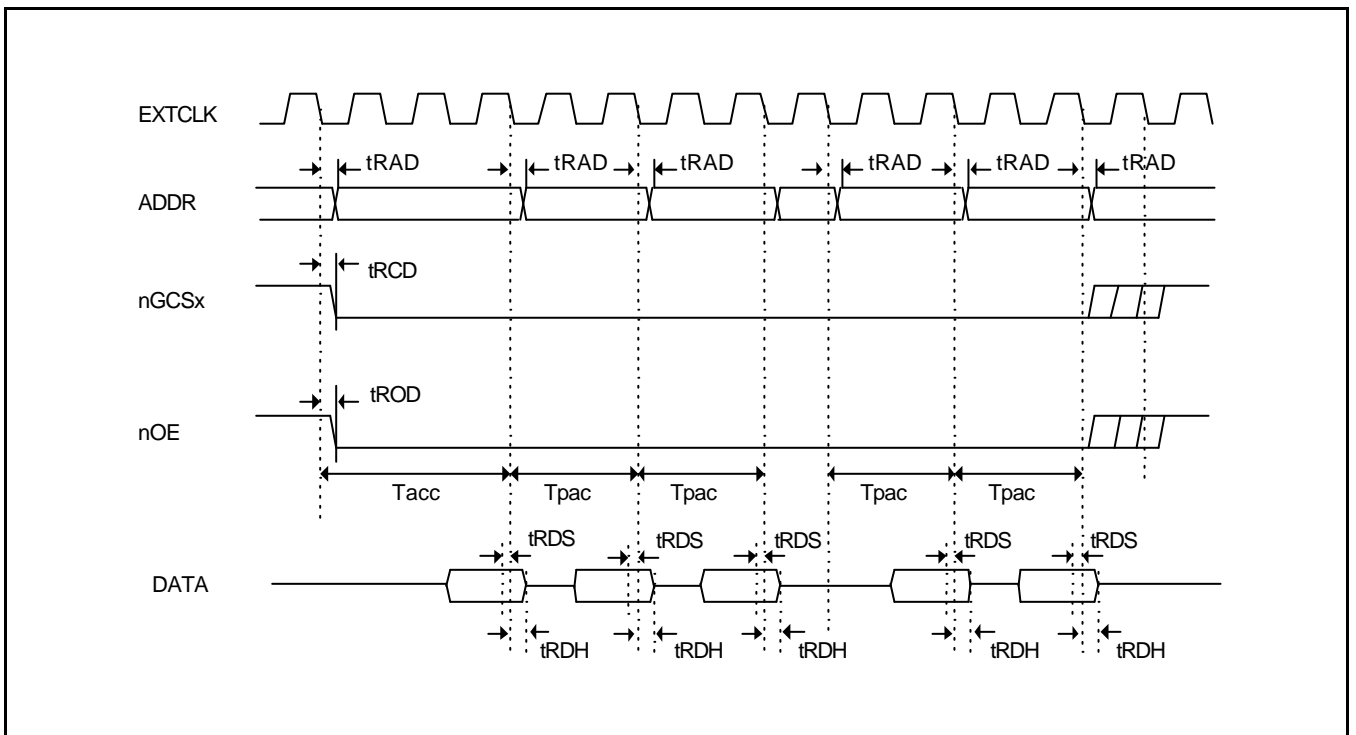 EXTCLK
tRAD tRAD tRAD tRAD tRAD tRAD
ADDR
tRCD
nGCSx
tROD
nOE
Tacc Tpac Tpac Tpac Tpac
tRDS tRDS tRDS tRDS tRDS
DATA
tRDH tRDH tRDH tRDH tRDH